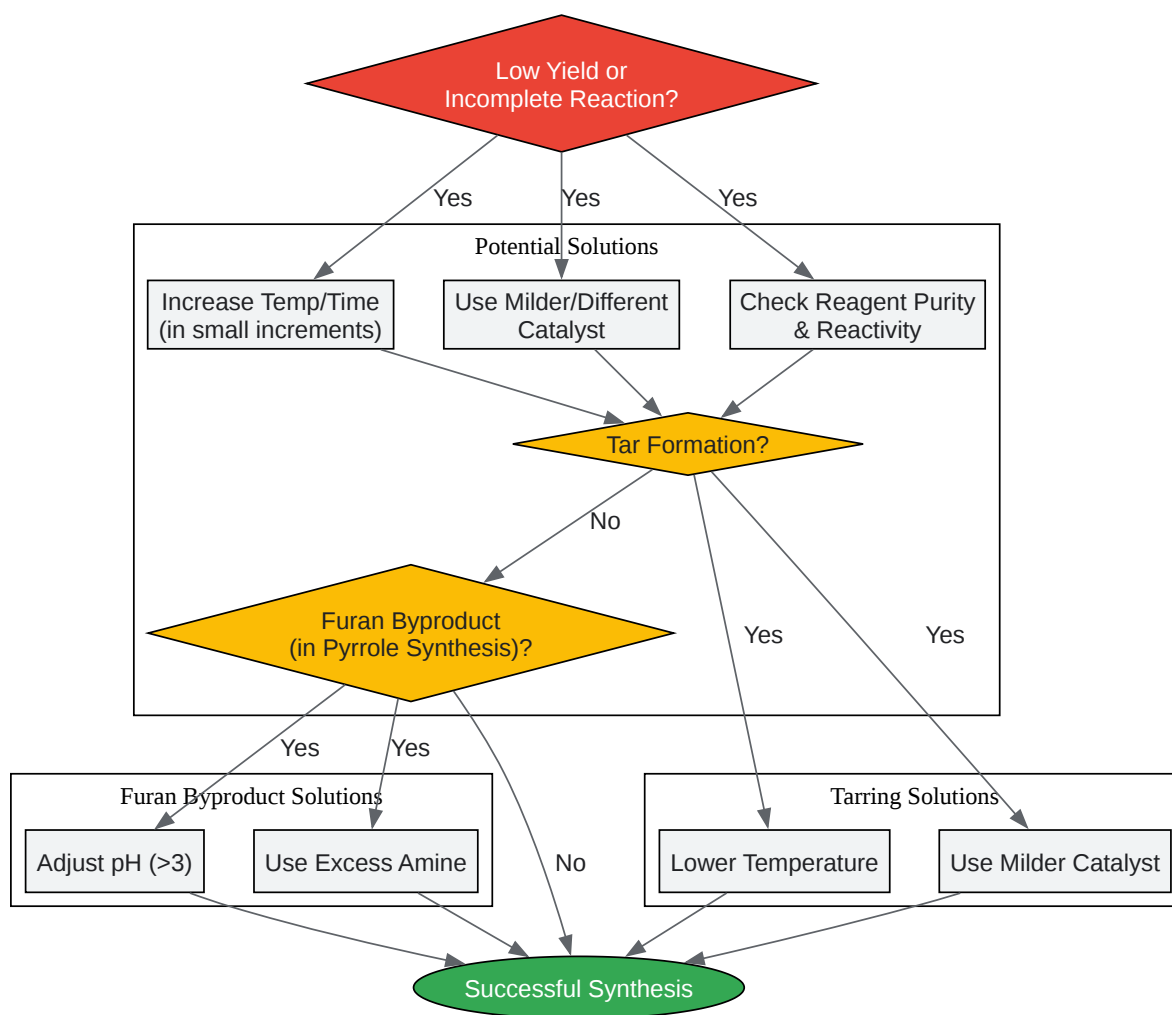 Low Yield or
Incomplete Reaction?
Yes
Yes
Yes
Potential Solutions
Increase Temp/Time
(in small increments)
Use Milder/Different
Catalyst
Check Reagent Purity
& Reactivity
Tar Formation?
No
Furan Byproduct
(in Pyrrole Synthesis)?
Yes
Yes
Yes
Yes
Furan Byproduct Solutions
Tarring Solutions
Adjust pH (>3)
Use Excess Amine
No
Lower Temperature
Use Milder Catalyst
Successful Synthesis